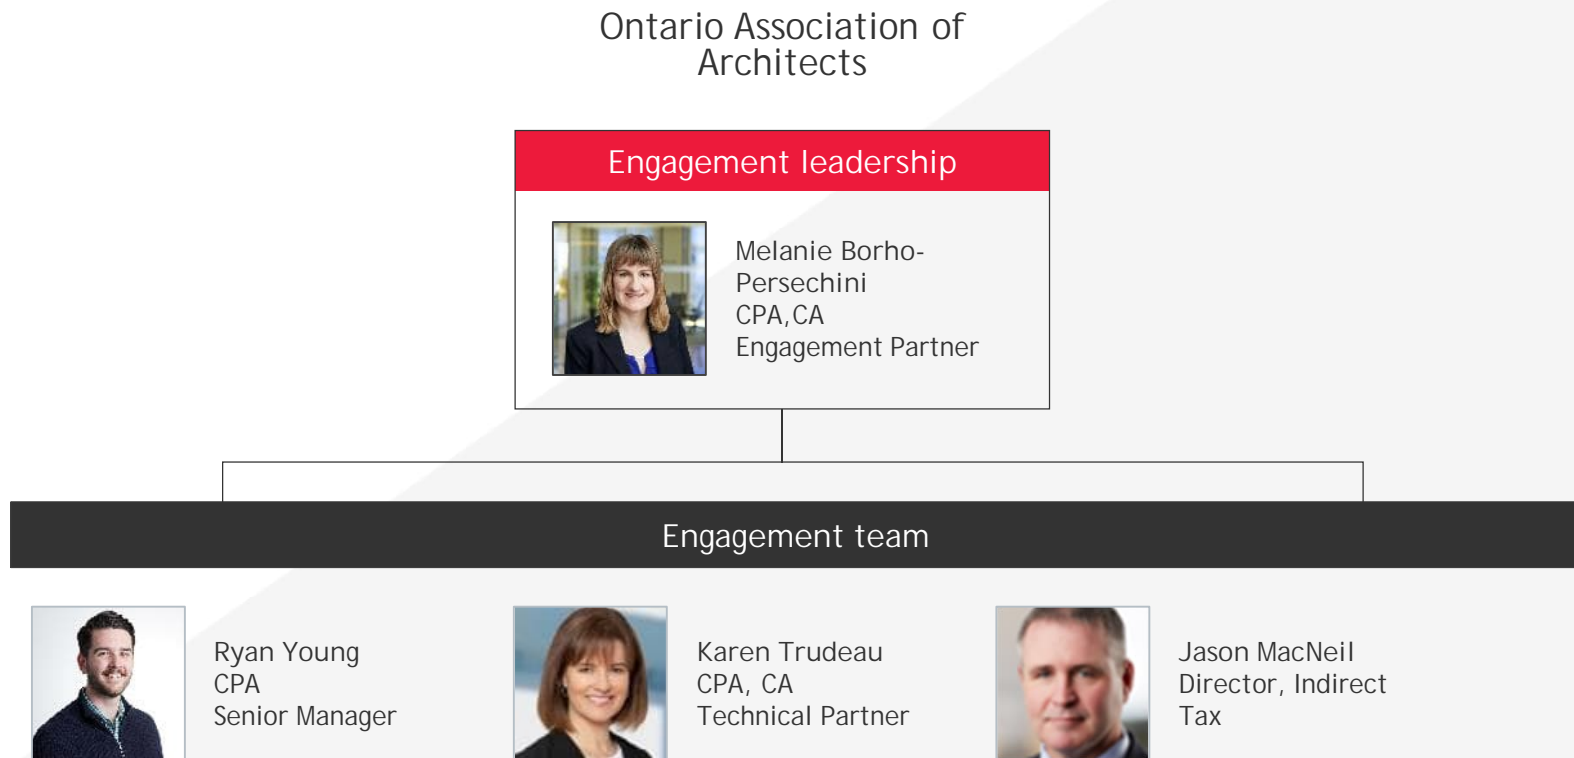 Ontario Association of
Architects
Engagement leadership
Melanie Borho-
Persechini
CPA,CA
Engagement Partner
Engagement team
Ryan Young
CPA
Senior Manager
Karen Trudeau
CPA, CA
Technical Partner
Jason MacNeil
Director, Indirect
Tax